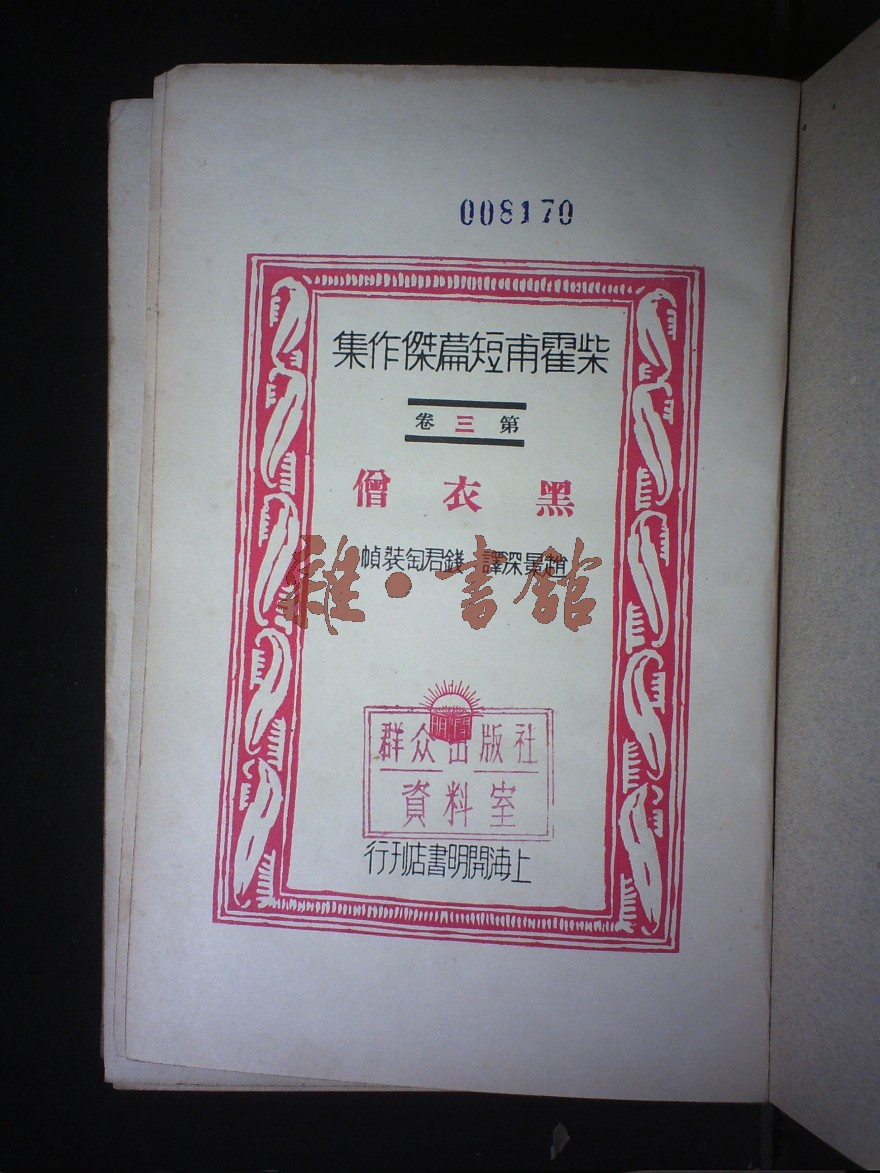 008170
柴霍甫短篇傑作集
第三卷
黑衣僧
趙景深譯 錢君匋裝幀
雜·書館
開明
群众出版社
資料室
上海開明書店刊行